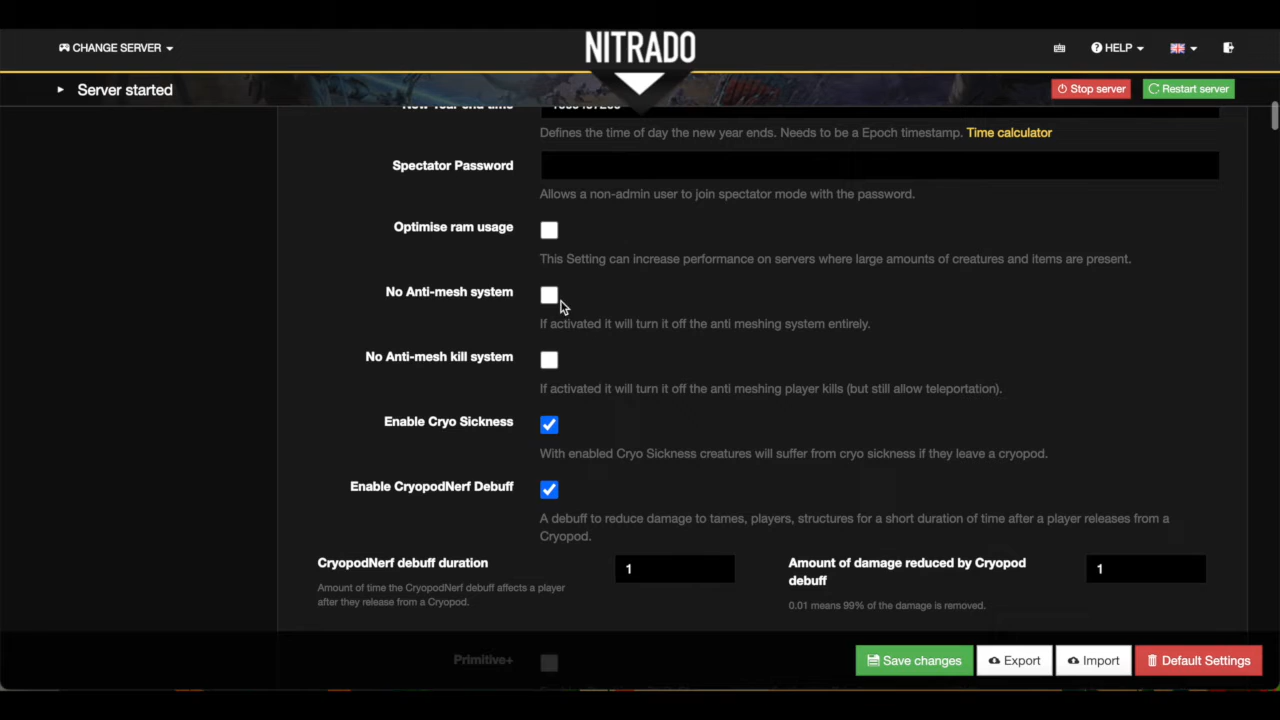 CHANGE SERVER
NITRADO
HELP
Server started
Stop server
Restart server
New Year end time
Defines the time of day the new year ends. Needs to be a Epoch timestamp. Time calculator
Spectator Password
Allows a non-admin user to join spectator mode with the password.
Optimise ram usage
This Setting can increase performance on servers where large amounts of creatures and items are present.
No Anti-mesh system
If activated it will turn it off the anti meshing system entirely.
No Anti-mesh kill system
If activated it will turn it off the anti meshing player kills (but still allow teleportation).
Enable Cryo Sickness
With enabled Cryo Sickness creatures will suffer from cryo sickness if they leave a cryopod.
Enable CryopodNerf Debuff
A debuff to reduce damage to tames, players, structures for a short duration of time after a player releases from a
Cryopod.
CryopodNerf debuff duration
1
Amount of time the CryopodNerf debuff affects a player
after they release from a Cryopod.
Amount of damage reduced by Cryopod
debuff
1
0.01 means 99% of the damage is removed.
Primitive+
Save changes
Export
Import
Default Settings